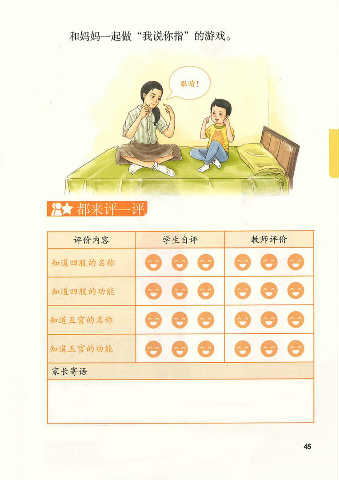 和妈妈一起做“我说你指”的游戏。
眼睛！
都来评一评
评价内容 学生自评 教师评价
知道四肢的名称
知道四肢的功能
知道五官的名称
知道五官的功能
家长寄语
45